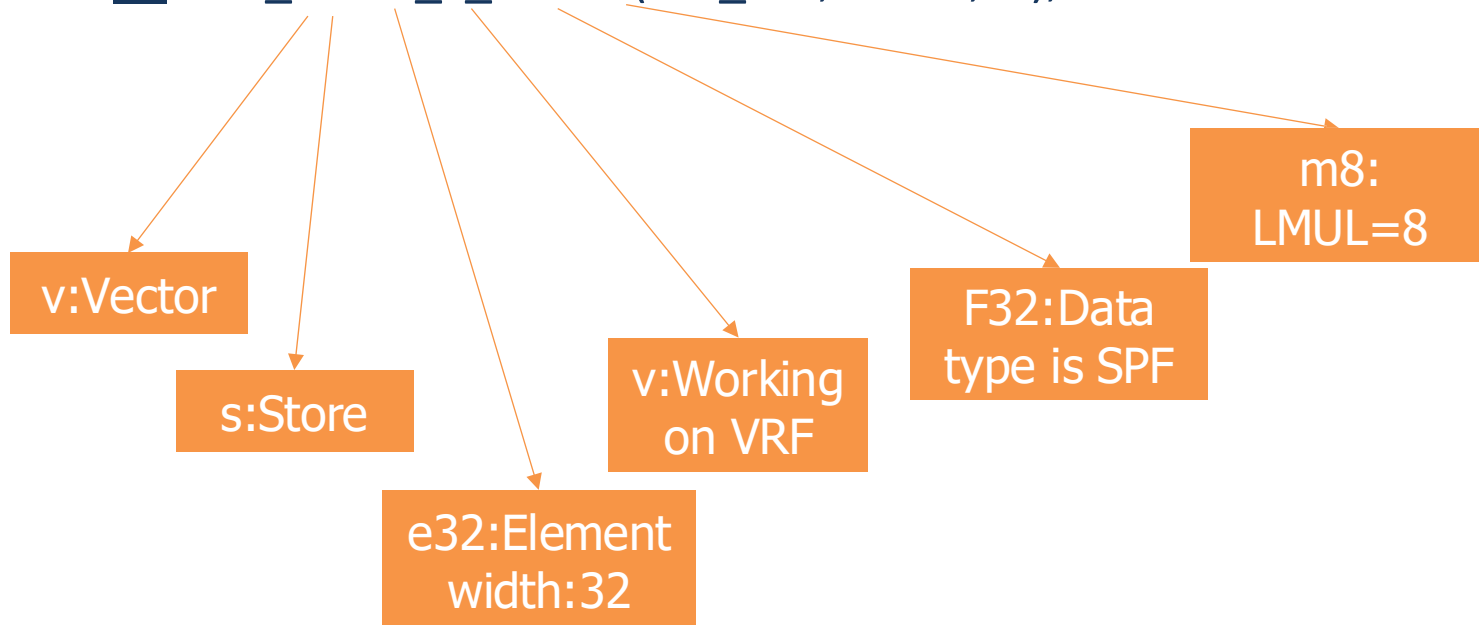 m8:
LMUL=8
v:Vector
F32:Data
type is SPF
v:Working
on VRF
s:Store
e32:Element
width:32